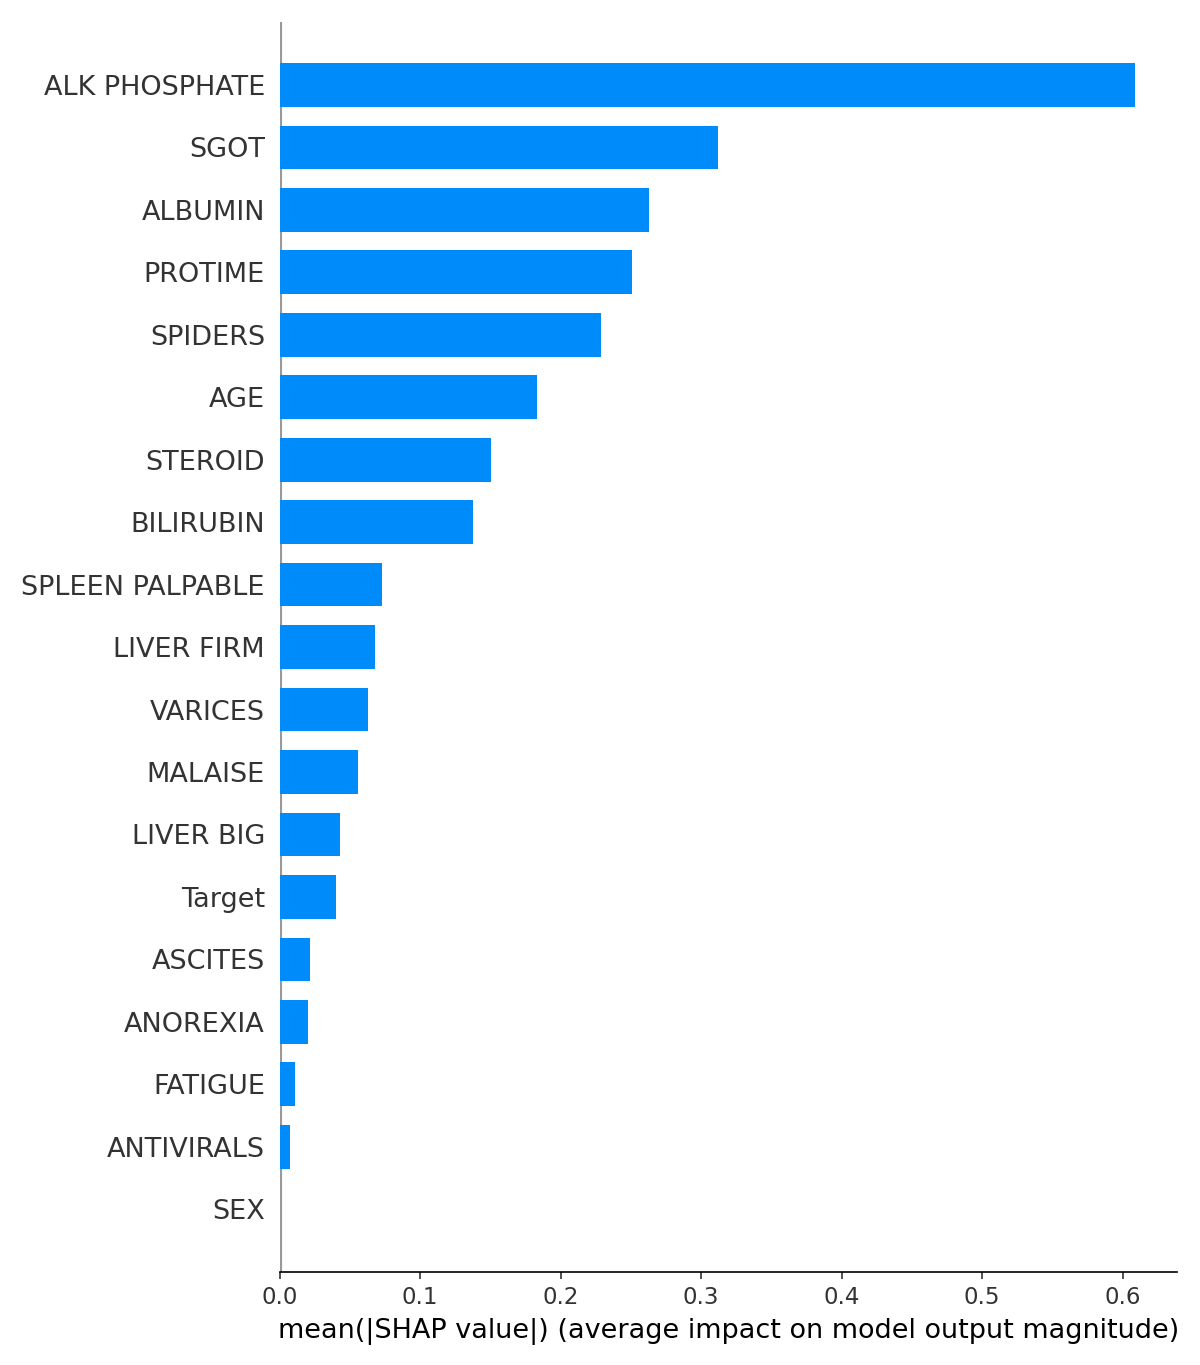 ALK PHOSPHATE
SGOT
ALBUMIN
PROTIME
SPIDERS
AGE
STEROID
BILIRUBIN
SPLEEN PALPABLE
LIVER FIRM
VARICES
MALAISE
LIVER BIG
Target
ASCITES
ANOREXIA
FATIGUE
ANTIVIRALS
SEX
0.0 0.1 0.2 0.3 0.4 0.5 0.6
mean(|SHAP value|) (average impact on model output magnitude)